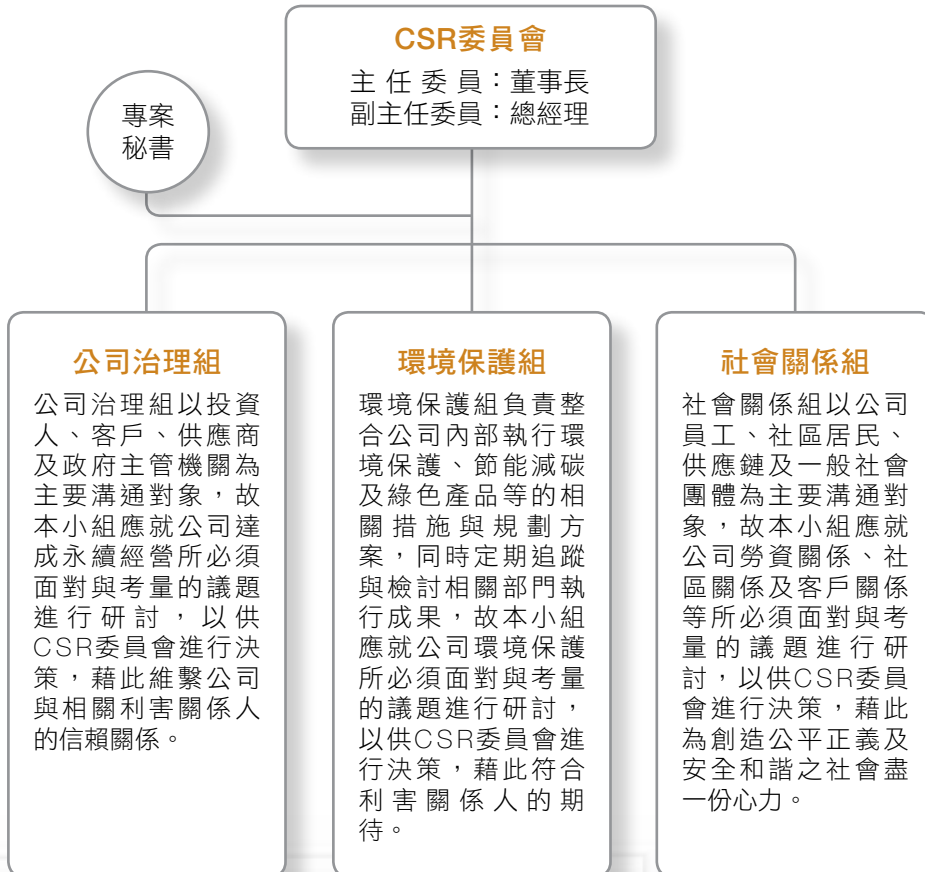 CSR委員會
主任委員：董事長
副主任委員：總經理
專案
秘書
公司治理組
公司治理組以投資
人、客戶、供應商
及政府主管機關為
主要溝通對象，故
本小組應就公司達
成永續經營所必須
面對與考量的議題
進行研討，以供
CSR委員會進行決
策，藉此維繫公司
與相關利害關係人
的信賴關係。
環境保護組
環境保護組負責整
合公司內部執行環
境保護、節能減碳
及綠色產品等的相
關措施與規劃方
案，同時定期追蹤
與檢討相關部門執
行成果，故本小組
應就公司環境保護
所必須面對與考量
的議題進行研討，
以供CSR委員會進
行決策，藉此符合
利害關係人的期
待。
社會關係組
社會關係組以公司
員工、社區居民、
供應鏈及一般社會
團體為主要溝通對
象，故本小組應就
公司勞資關係、社
區關係及客戶關係
等所必須面對與考
量的議題進行研
討，以供CSR委員
會進行決策，藉此
為創造公平正義及
安全和諧之社會盡
一份心力。